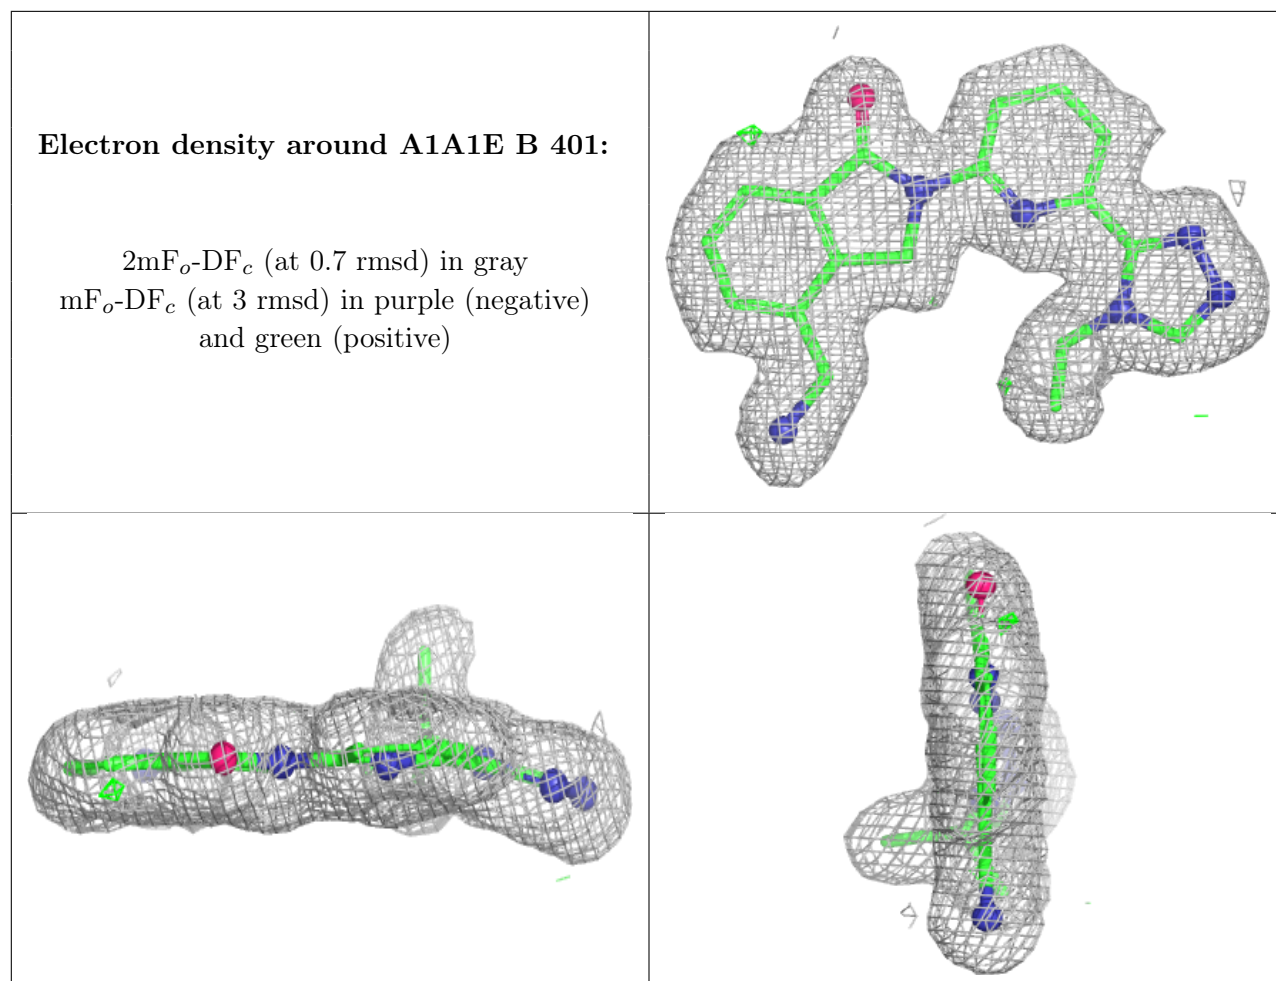 Electron density around A1A1E B 401:
2mFo-DFc (at 0.7 rmsd) in gray
mFo-DFc (at 3 rmsd) in purple (negative)
and green (positive)